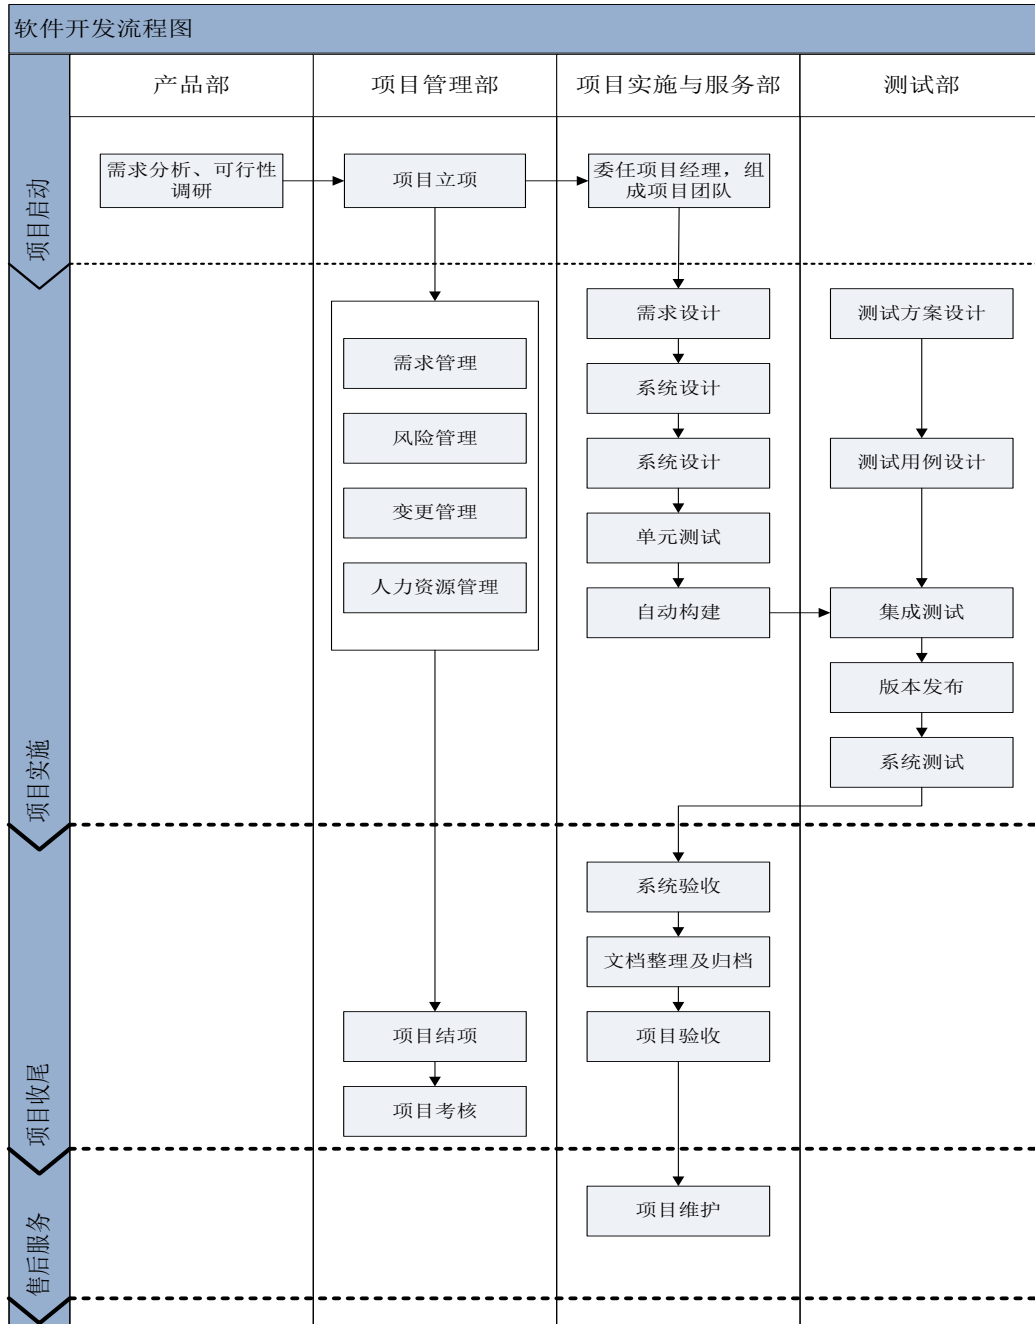 软件开发流程图
产品部
项目管理部
项目实施与服务部
测试部
项目启动
需求分析、可行性
调研
项目立项
委任项目经理，组
成项目团队
项目实施
需求管理
风险管理
变更管理
人力资源管理
需求设计
系统设计
系统设计
单元测试
自动构建
测试方案设计
测试用例设计
集成测试
版本发布
系统测试
项目收尾
系统验收
文档整理及归档
项目结项
项目验收
项目考核
售后服务
项目维护